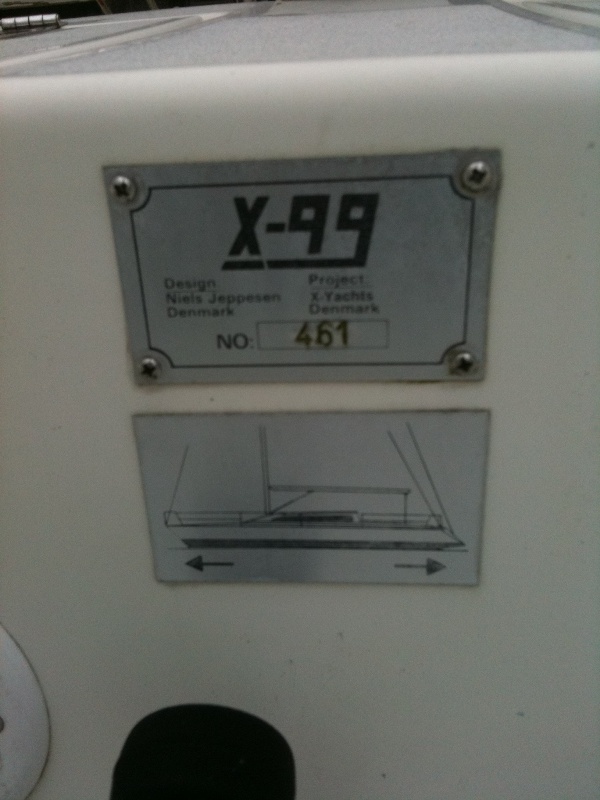 X-99
Design Project
Niels Jeppesen X-Yachts
Denmark Denmark
NO: 461